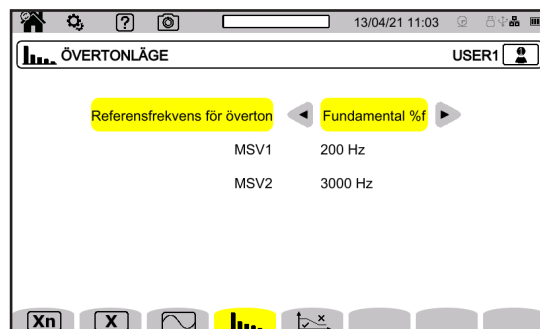 ? 13/04/21 11:03
ÖVERTONLÄGE USER1
Referensfrekvens för överton ◄ Fundamental %f ►
MSV1 200 Hz
MSV2 3000 Hz
Xn X